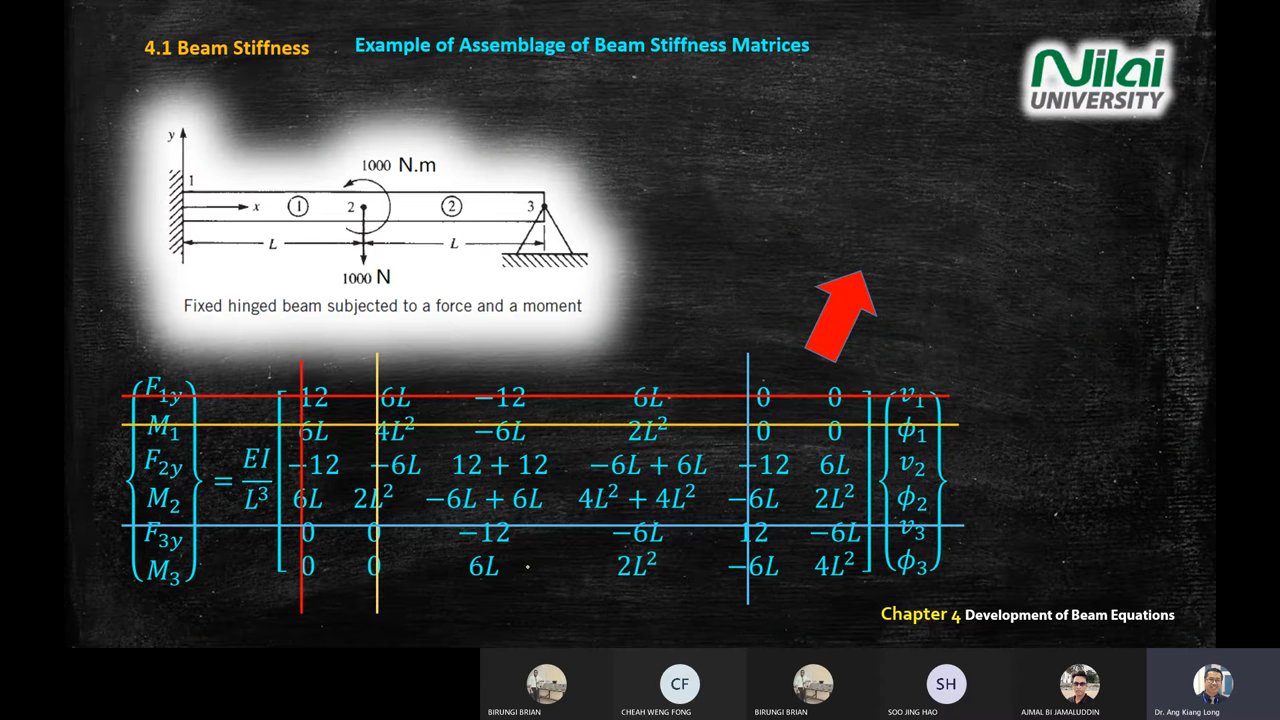 4.1 Beam Stiffness
Example of Assemblage of Beam Stiffness Matrices
Nilai
UNIVERSITY
y
1000 N.m
1
x ① 2 ② 3
L L
1000 N
Fixed hinged beam subjected to a force and a moment
F₁y 12 6L −12 6L 0 0 v₁
M₁ 6L 4L² −6L 2L² 0 0 ϕ₁
F₂y −12 −6L 12 + 12 −6L + 6L −12 6L v₂
= EI/L³
M₂ 6L 2L² −6L + 6L 4L² + 4L² −6L 2L² ϕ₂
F₃y 0 0 −12 −6L 12 −6L v₃
M₃ 0 0 6L 2L² −6L 4L² ϕ₃
Chapter 4 Development of Beam Equations
CF SH
BIRUNGI BRIAN CHEAH WENG FONG BIRUNGI BRIAN SOO JING HAO AJMAL BI JAMALUDDIN Dr. Ang Kiang Long